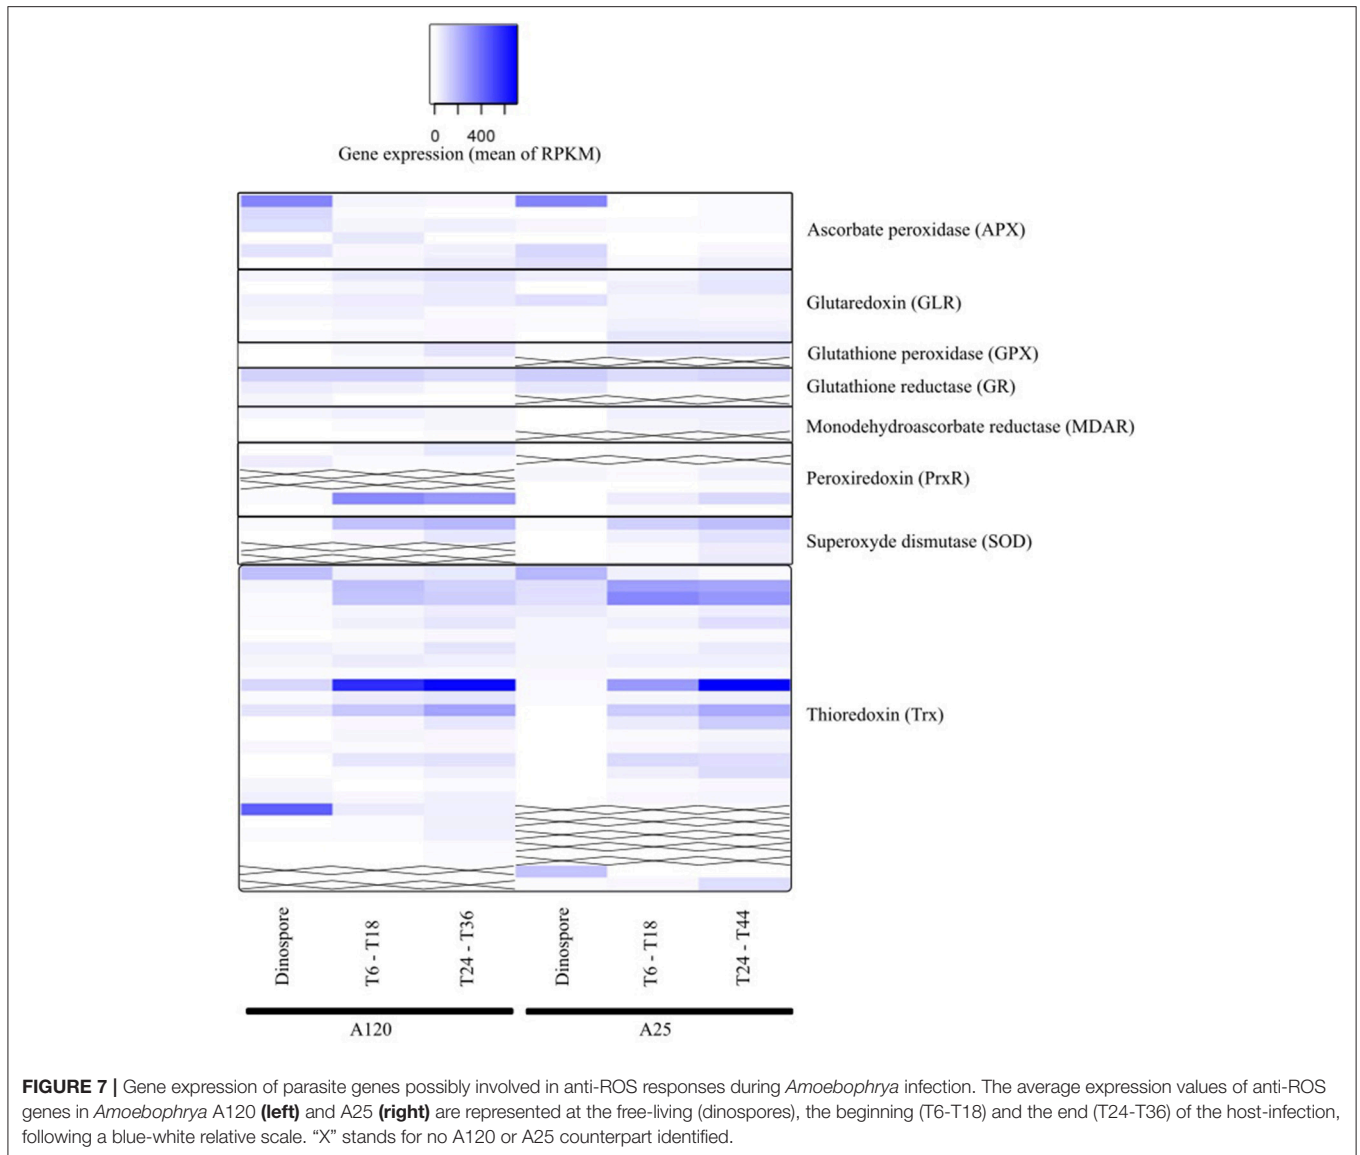 0 400
Gene expression (mean of RPKM)
Ascorbate peroxidase (APX)
Glutaredoxin (GLR)
Glutathione peroxidase (GPX)
Glutathione reductase (GR)
Monodehydroascorbate reductase (MDAR)
Peroxiredoxin (PrxR)
Superoxyde dismutase (SOD)
Thioredoxin (Trx)
Dinospore
T6 - T18
T24 - T36
Dinospore
T6 - T18
T24 - T44
A120
A25
FIGURE 7 | Gene expression of parasite genes possibly involved in anti-ROS responses during Amoebophrya infection. The average expression values of anti-ROS
genes in Amoebophrya A120 (left) and A25 (right) are represented at the free-living (dinospores), the beginning (T6-T18) and the end (T24-T36) of the host-infection,
following a blue-white relative scale. “X” stands for no A120 or A25 counterpart identified.